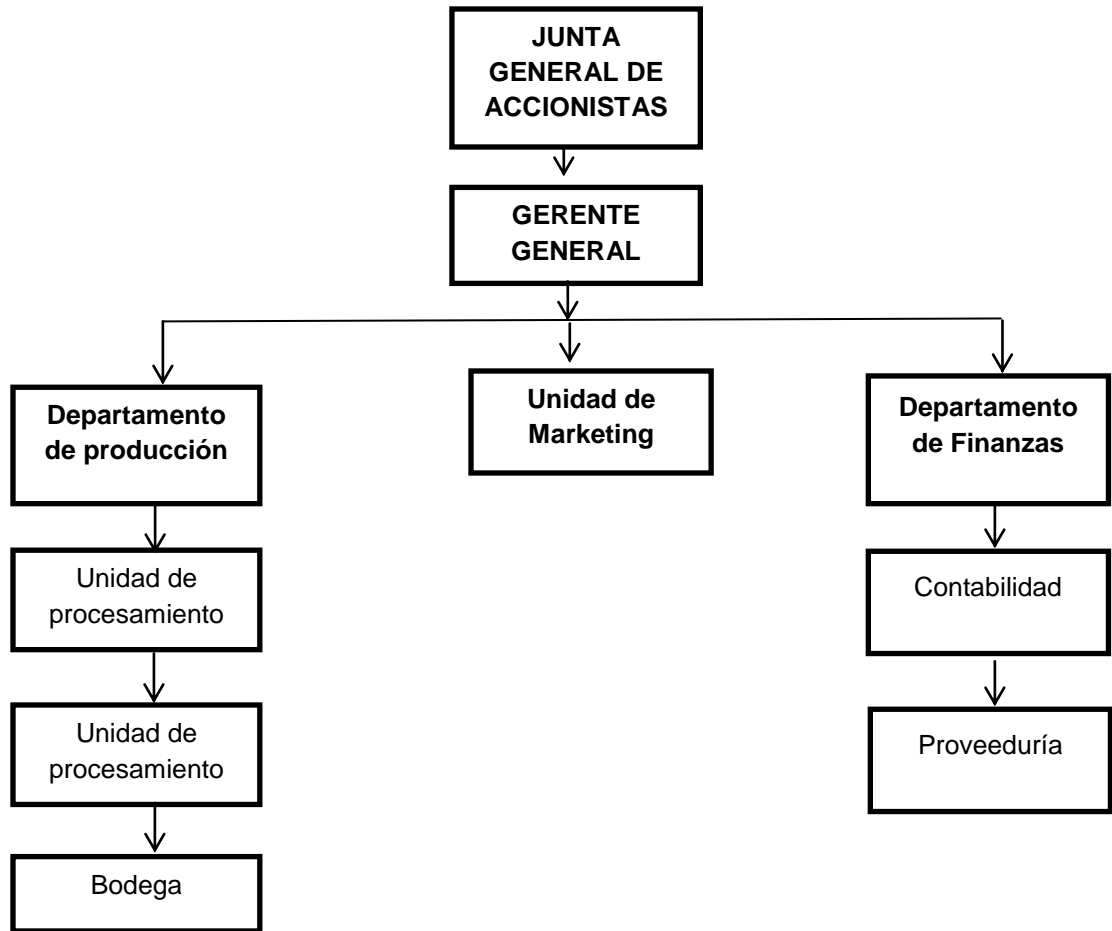 JUNTA
GENERAL DE
ACCIONISTAS
GERENTE
GENERAL
Departamento
de producción
Unidad de
Marketing
Departamento
de Finanzas
Unidad de
procesamiento
Contabilidad
Unidad de
procesamiento
Proveeduría
Bodega